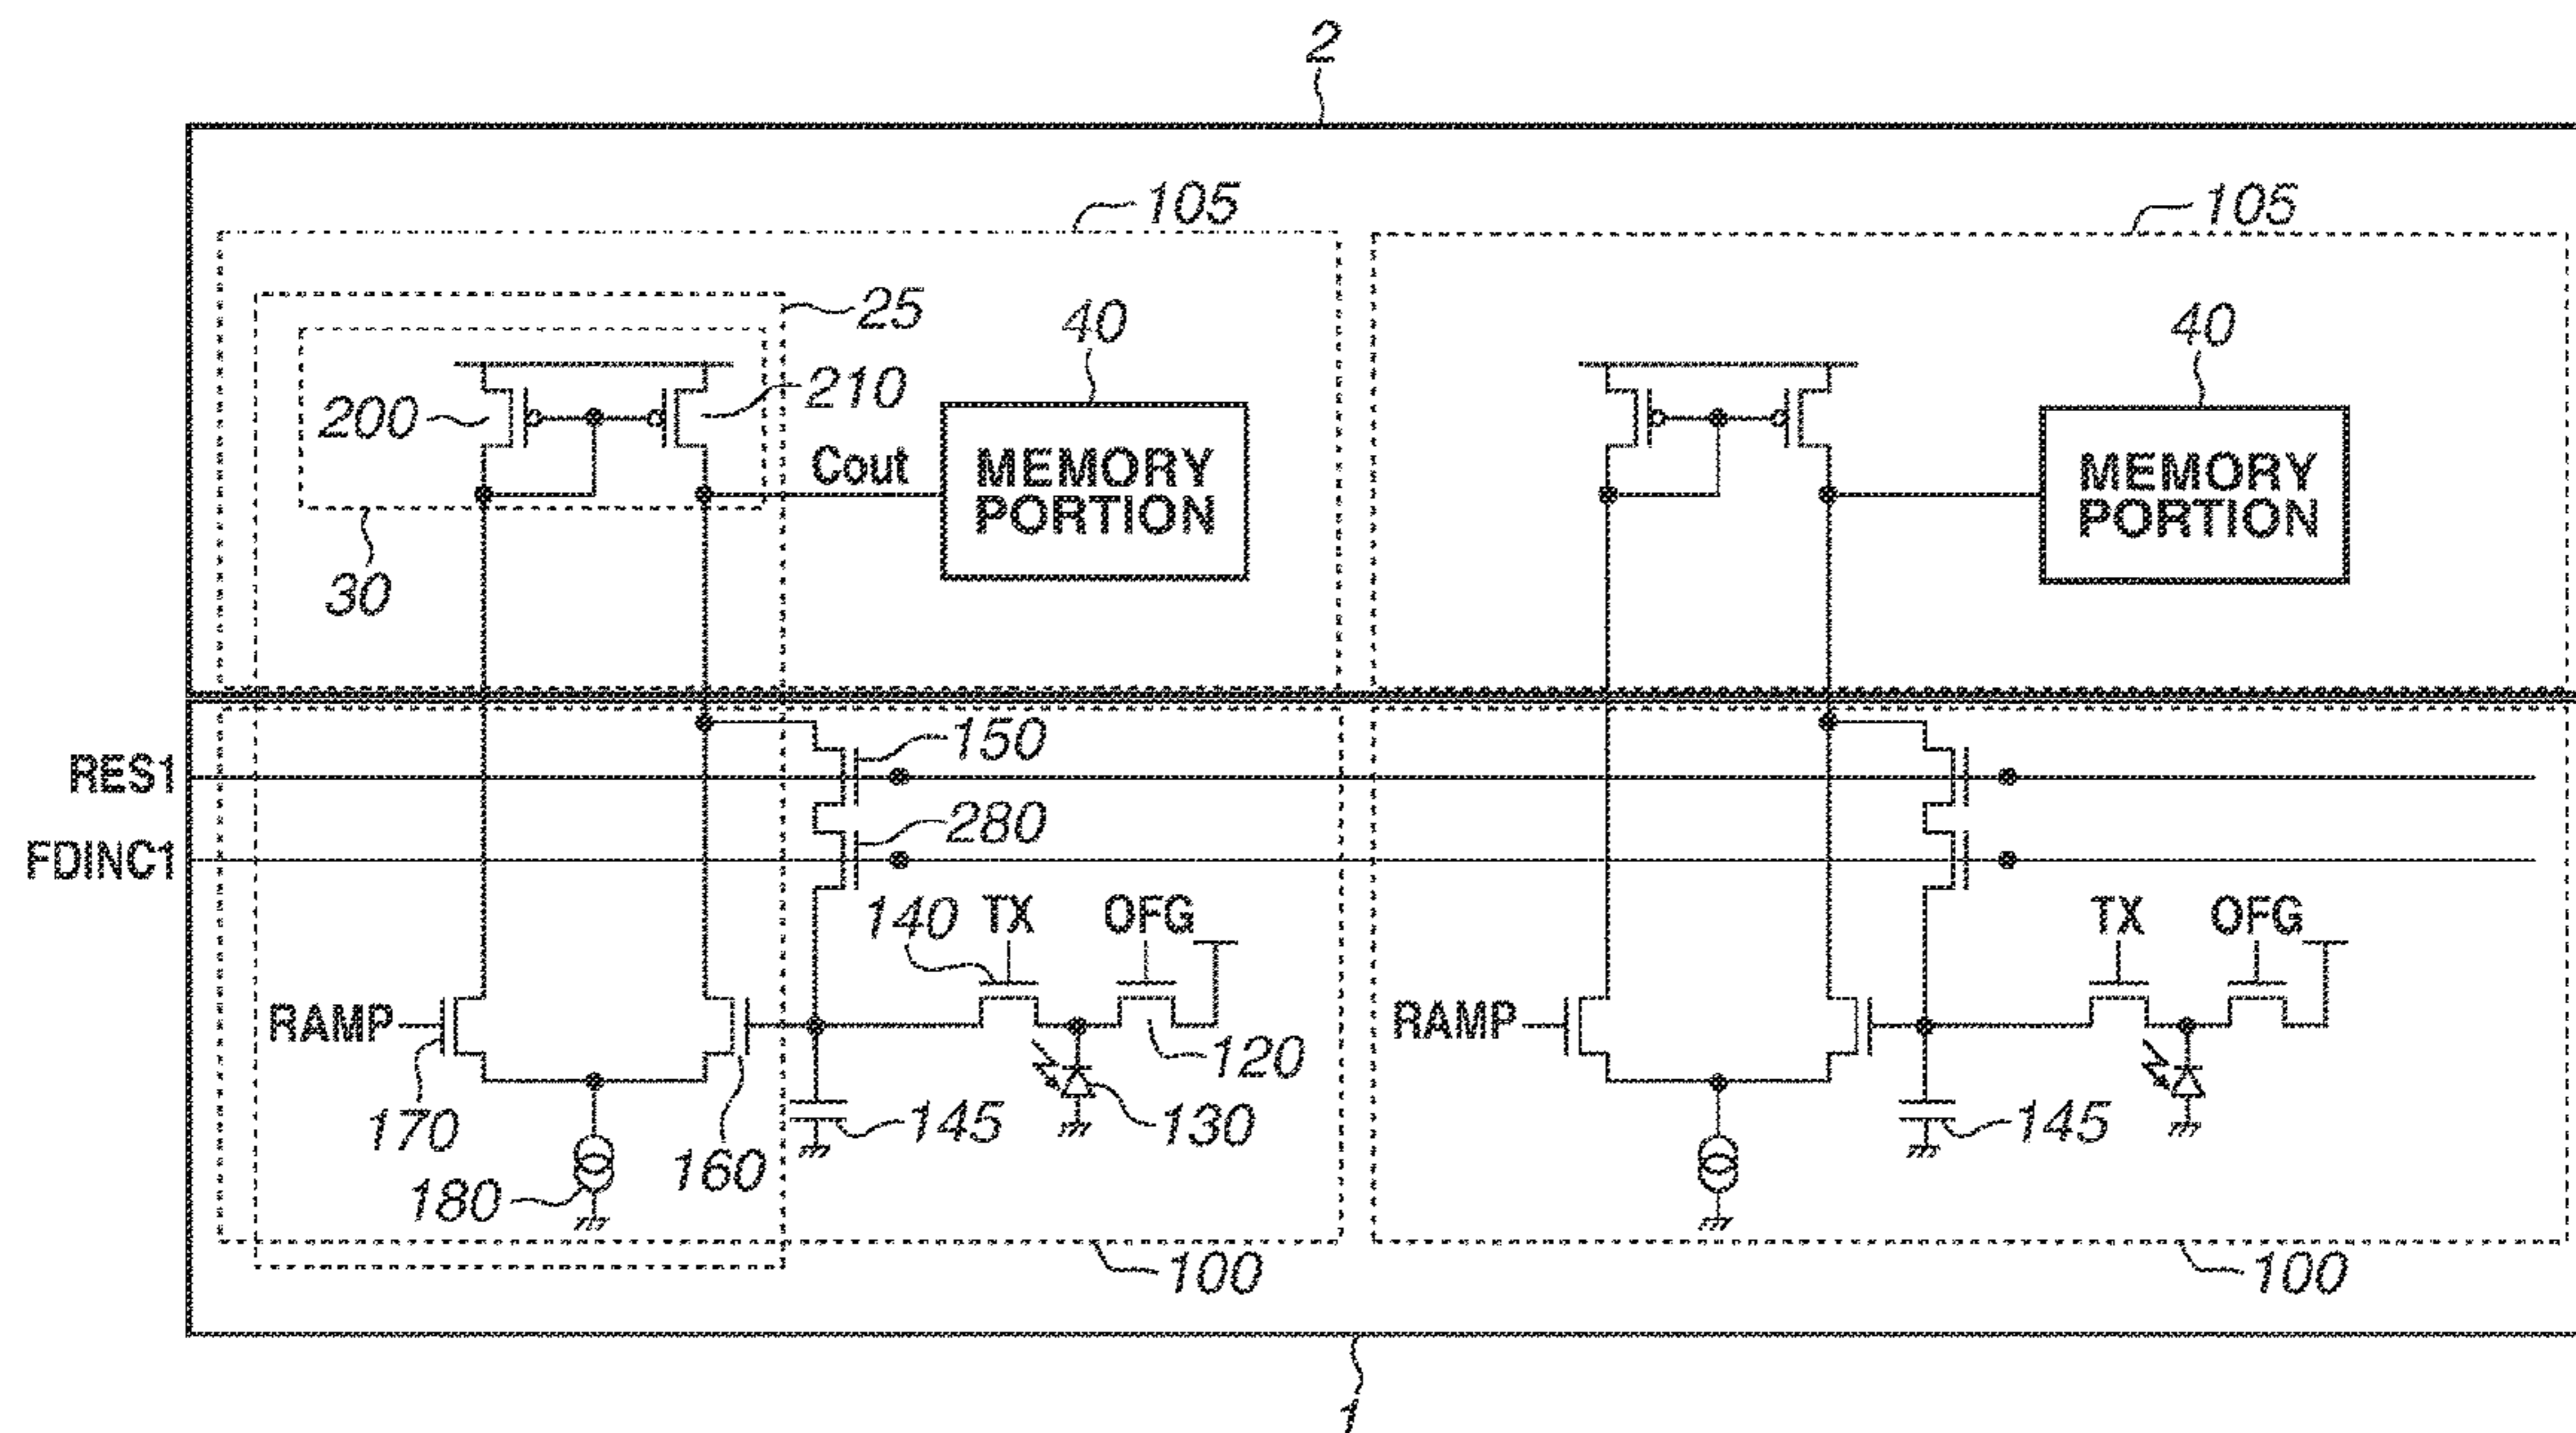 2
105
105
25
40
40
200
210
Cout
MEMORY
PORTION
MEMORY
PORTION
30
RES1
150
FDINC1
280
140
TX
OFG
TX
OFG
RAMP
RAMP
120
170
145
130
145
180
160
100
100
1